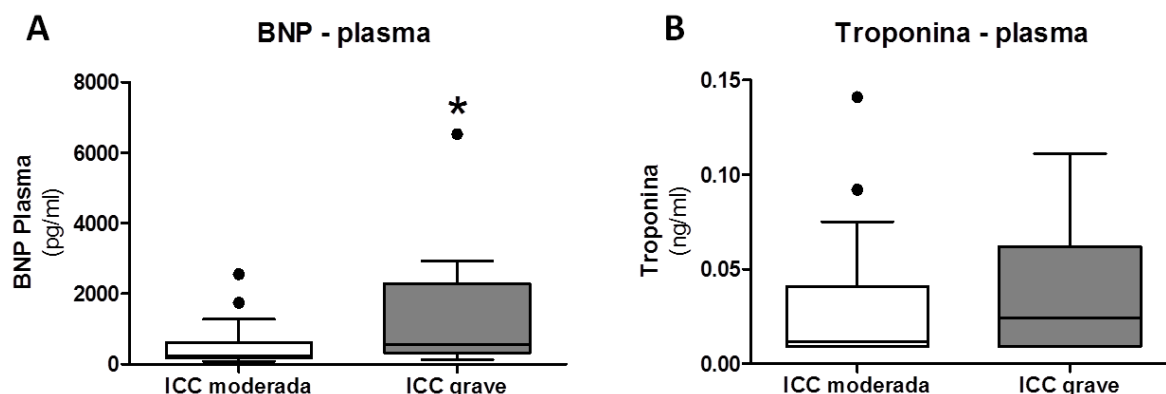 A
BNP - plasma
BNP Plasma
(pg/ml)
8000
6000
4000
2000
0
*
ICC moderada
ICC grave
B
Troponina - plasma
Troponina
(ng/ml)
0.15
0.10
0.05
0.00
ICC moderada
ICC grave